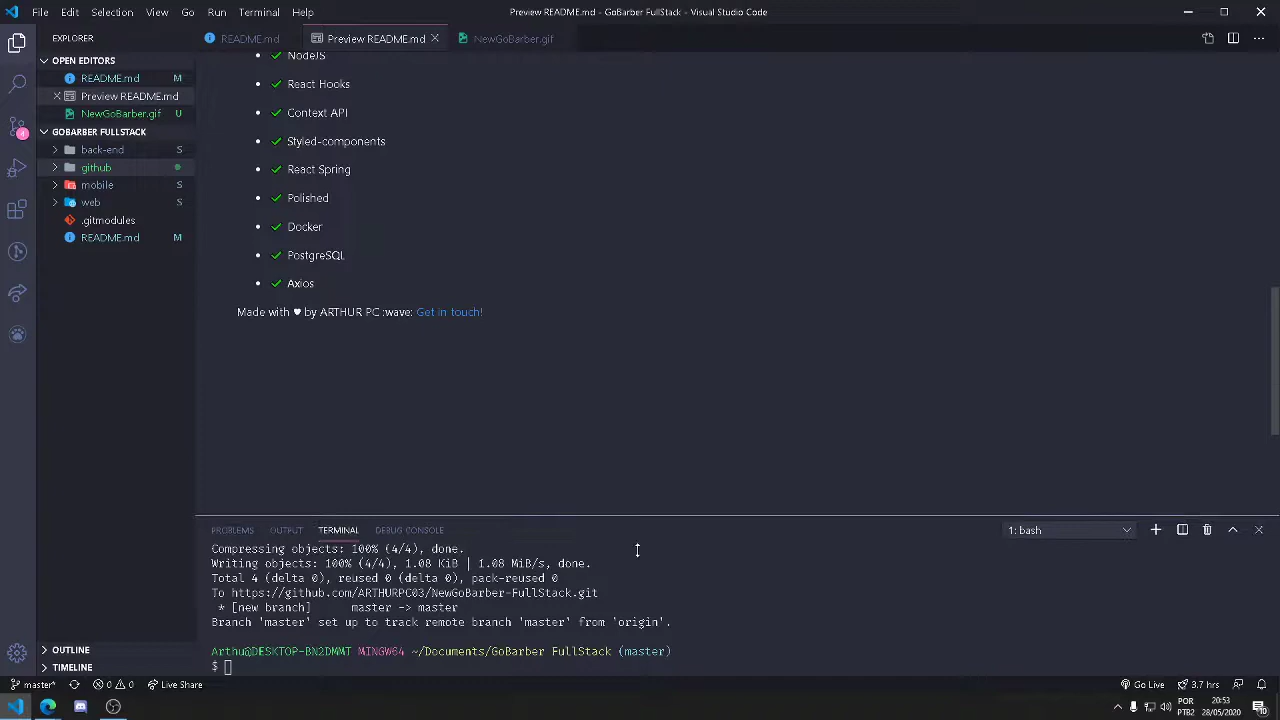 File Edit Selection View Go Run Terminal Help
Preview README.md - GoBarber FullStack - Visual Studio Code
EXPLORER
README.md
Preview README.md
NewGoBarber.gif
OPEN EDITORS
README.md M
Preview README.md
NewGoBarber.gif U
GOBARBER FULLSTACK
back-end S
github
mobile S
web S
.gitmodules
README.md M
OUTLINE
TIMELINE
NodeJS
React Hooks
Context API
Styled-components
React Spring
Polished
Docker
PostgreSQL
Axios
Made with ♥ by ARTHUR PC :wave: Get in touch!
PROBLEMS OUTPUT TERMINAL DEBUG CONSOLE
1: bash
Compressing objects: 100% (4/4), done.
Writing objects: 100% (4/4), 1.08 KiB | 1.08 MiB/s, done.
Total 4 (delta 0), reused 0 (delta 0), pack-reused 0
To https://github.com/ARTHURPC03/NewGoBarber-FullStack.git
* [new branch] master -> master
Branch 'master' set up to track remote branch 'master' from 'origin'.
Arthu@DESKTOP-BN2DMMT MINGW64 ~/Documents/GoBarber FullStack (master)
$
master* 0 0 Live Share
Go Live 3.7 hrs
POR
PTB2
20:53
28/05/2020